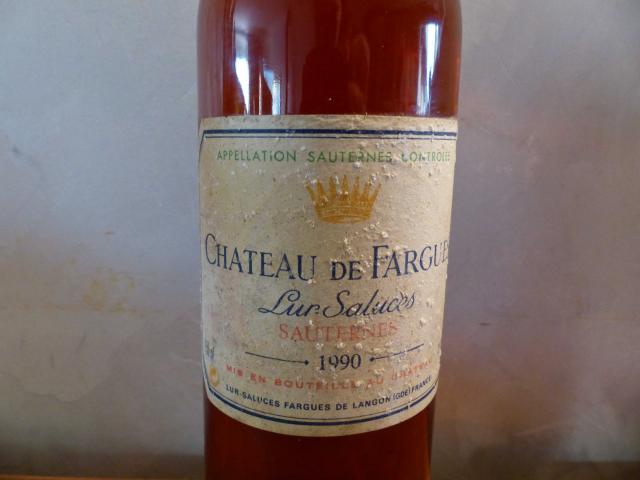 APPELLATION SAUTERNES CONTROLÉE
CHATEAU DE FARGUES
Lur Saluces
SAUTERNES
1990
MIS EN BOUTEILLE AU CHATEAU
LUR-SALUCES FARGUES DE LANGON (GDE) FRANCE